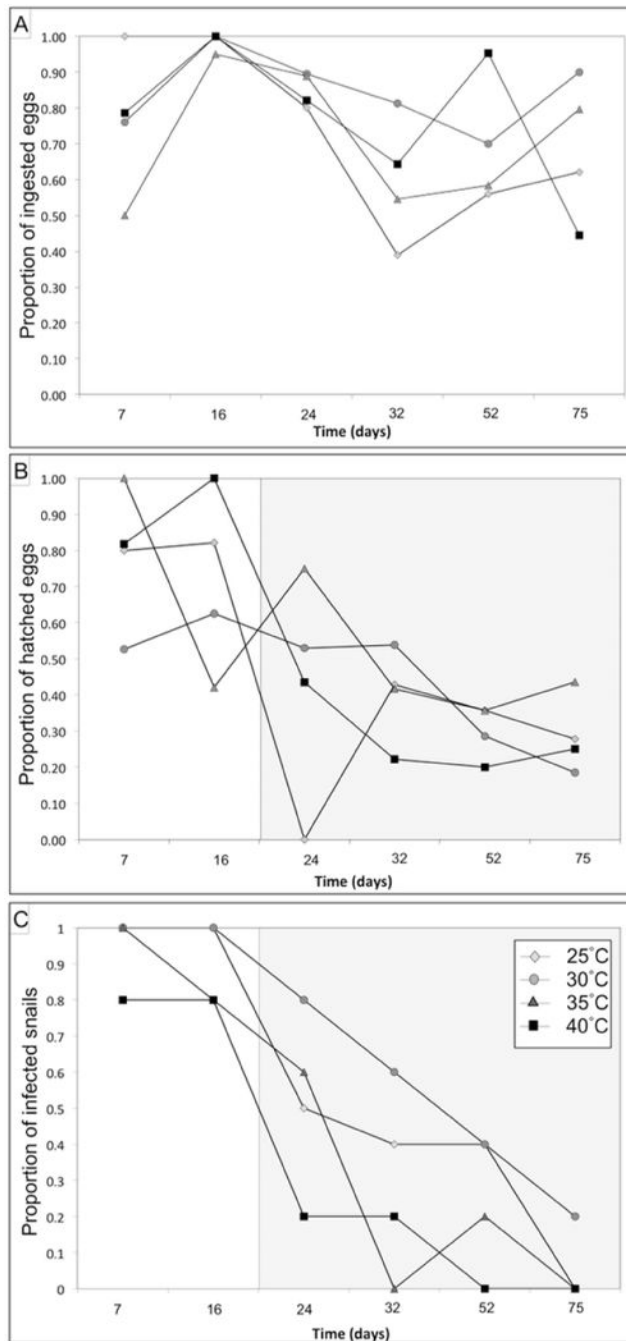 A
Proportion of ingested eggs
1.00
0.90
0.80
0.70
0.60
0.50
0.40
0.30
0.20
0.10
0.00
7 16 24 32 52 75
Time (days)
B
Proportion of hatched eggs
1.00
0.90
0.80
0.70
0.60
0.50
0.40
0.30
0.20
0.10
0.00
7 16 24 32 52 75
Time (days)
C
Proportion of infected snails
1
0.9
0.8
0.7
0.6
0.5
0.4
0.3
0.2
0.1
0
25°C
30°C
35°C
40°C
7 16 24 32 52 75
Time (days)